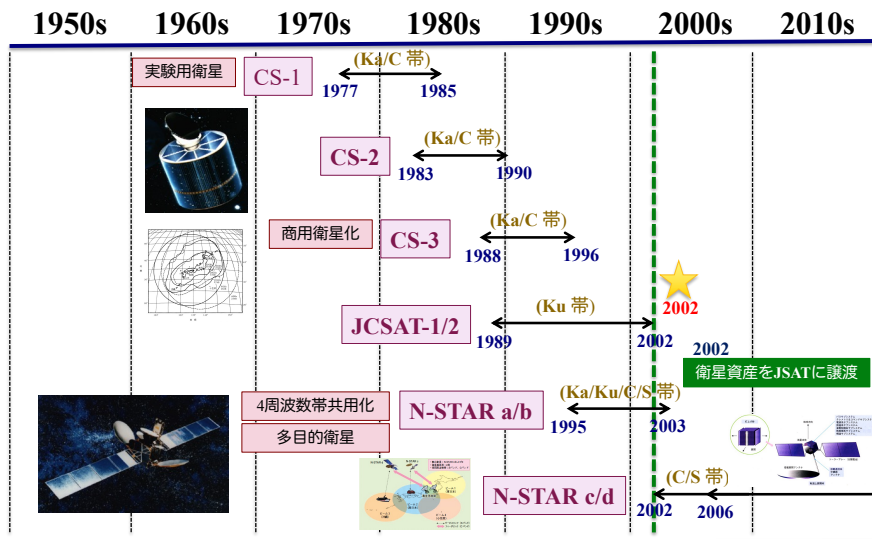 1950s 1960s 1970s 1980s 1990s 2000s 2010s
実験用衛星
CS-1
(Ka/C 帯)
1977
1985
CS-2
(Ka/C 帯)
1983
1990
商用衛星化
CS-3
(Ka/C 帯)
1988
1996
JCSAT-1/2
(Ku 帯)
1989
2002
2002
2002
衛星資産をJSATに譲渡
4周波数帯共用化
多目的衛星
N-STAR a/b
(Ka/Ku/C/S 帯)
1995
2003
N-STAR c/d
(C/S 帯)
2002
2006